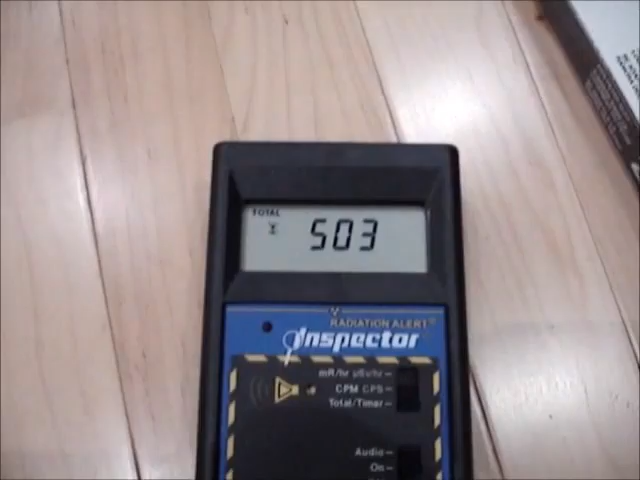 TOTAL
503
RADIATION ALERT®
Inspector
mR/hr µSv/hr
CPM CPS
Total/Timer
Audio
On